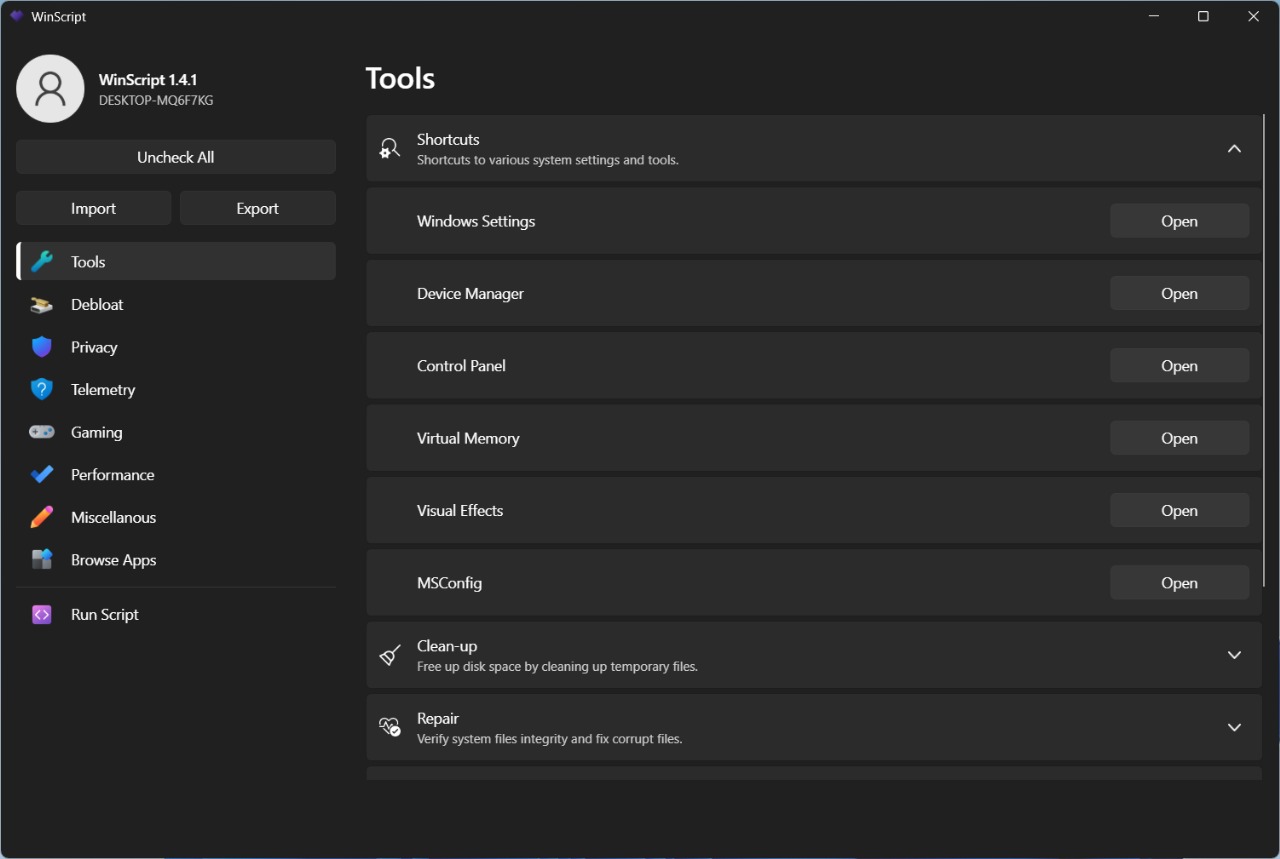 WinScript
WinScript 1.4.1
DESKTOP-MQ6F7KG
Uncheck All
Import
Export
Tools
Debloat
Privacy
Telemetry
Gaming
Performance
Miscellanous
Browse Apps
Run Script
Tools
Shortcuts
Shortcuts to various system settings and tools.
Windows Settings
Open
Device Manager
Open
Control Panel
Open
Virtual Memory
Open
Visual Effects
Open
MSConfig
Open
Clean-up
Free up disk space by cleaning up temporary files.
Repair
Verify system files integrity and fix corrupt files.